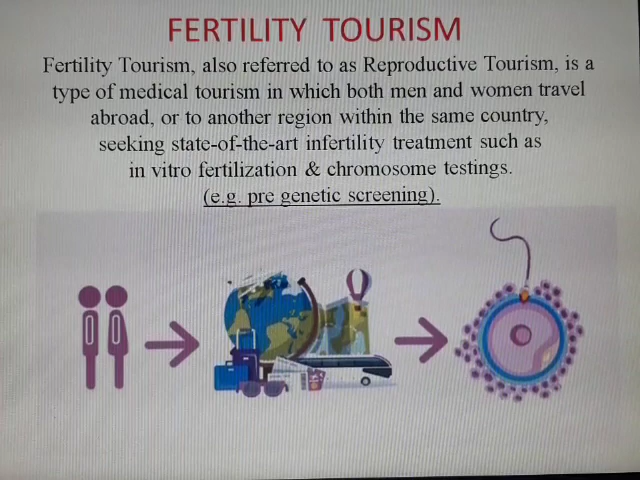 FERTILITY TOURISM
Fertility Tourism, also referred to as Reproductive Tourism, is a
type of medical tourism in which both men and women travel
abroad, or to another region within the same country,
seeking state-of-the-art infertility treatment such as
in vitro fertilization & chromosome testings.
(e.g. pre genetic screening).